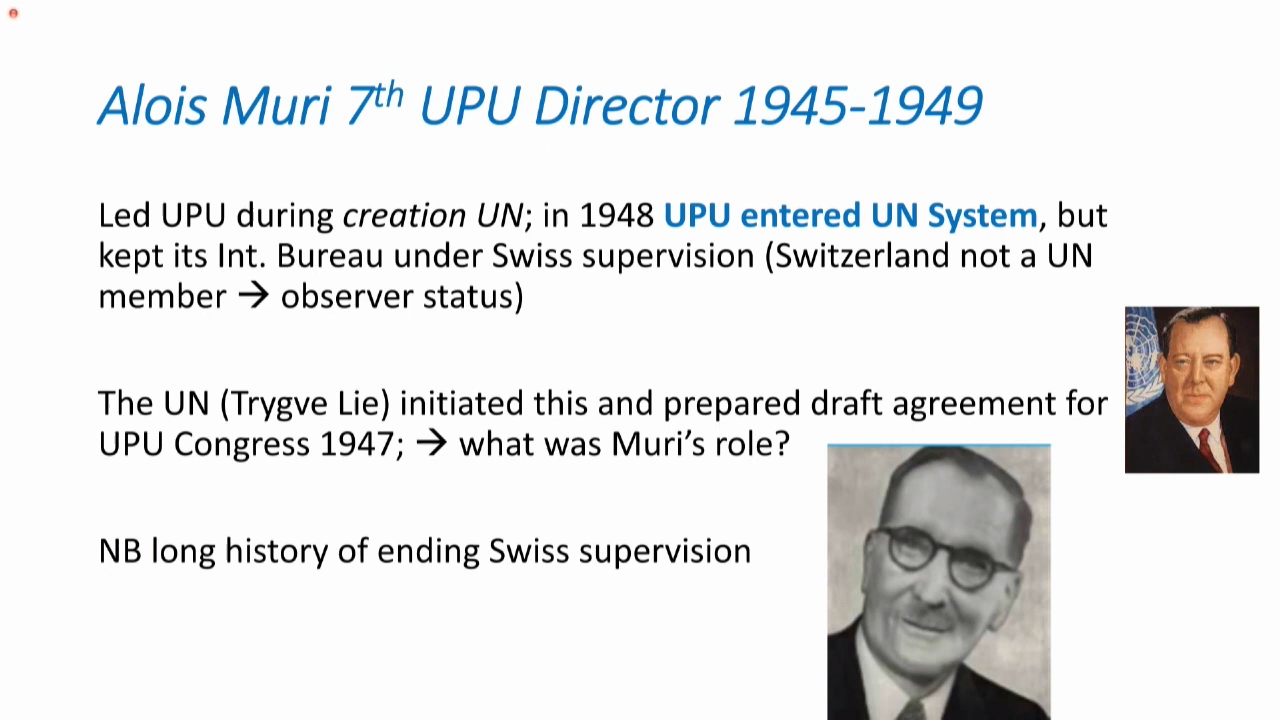 Alois Muri 7th UPU Director 1945-1949
Led UPU during creation UN; in 1948 UPU entered UN System, but
kept its Int. Bureau under Swiss supervision (Switzerland not a UN
member → observer status)
The UN (Trygve Lie) initiated this and prepared draft agreement for
UPU Congress 1947; → what was Muri’s role?
NB long history of ending Swiss supervision